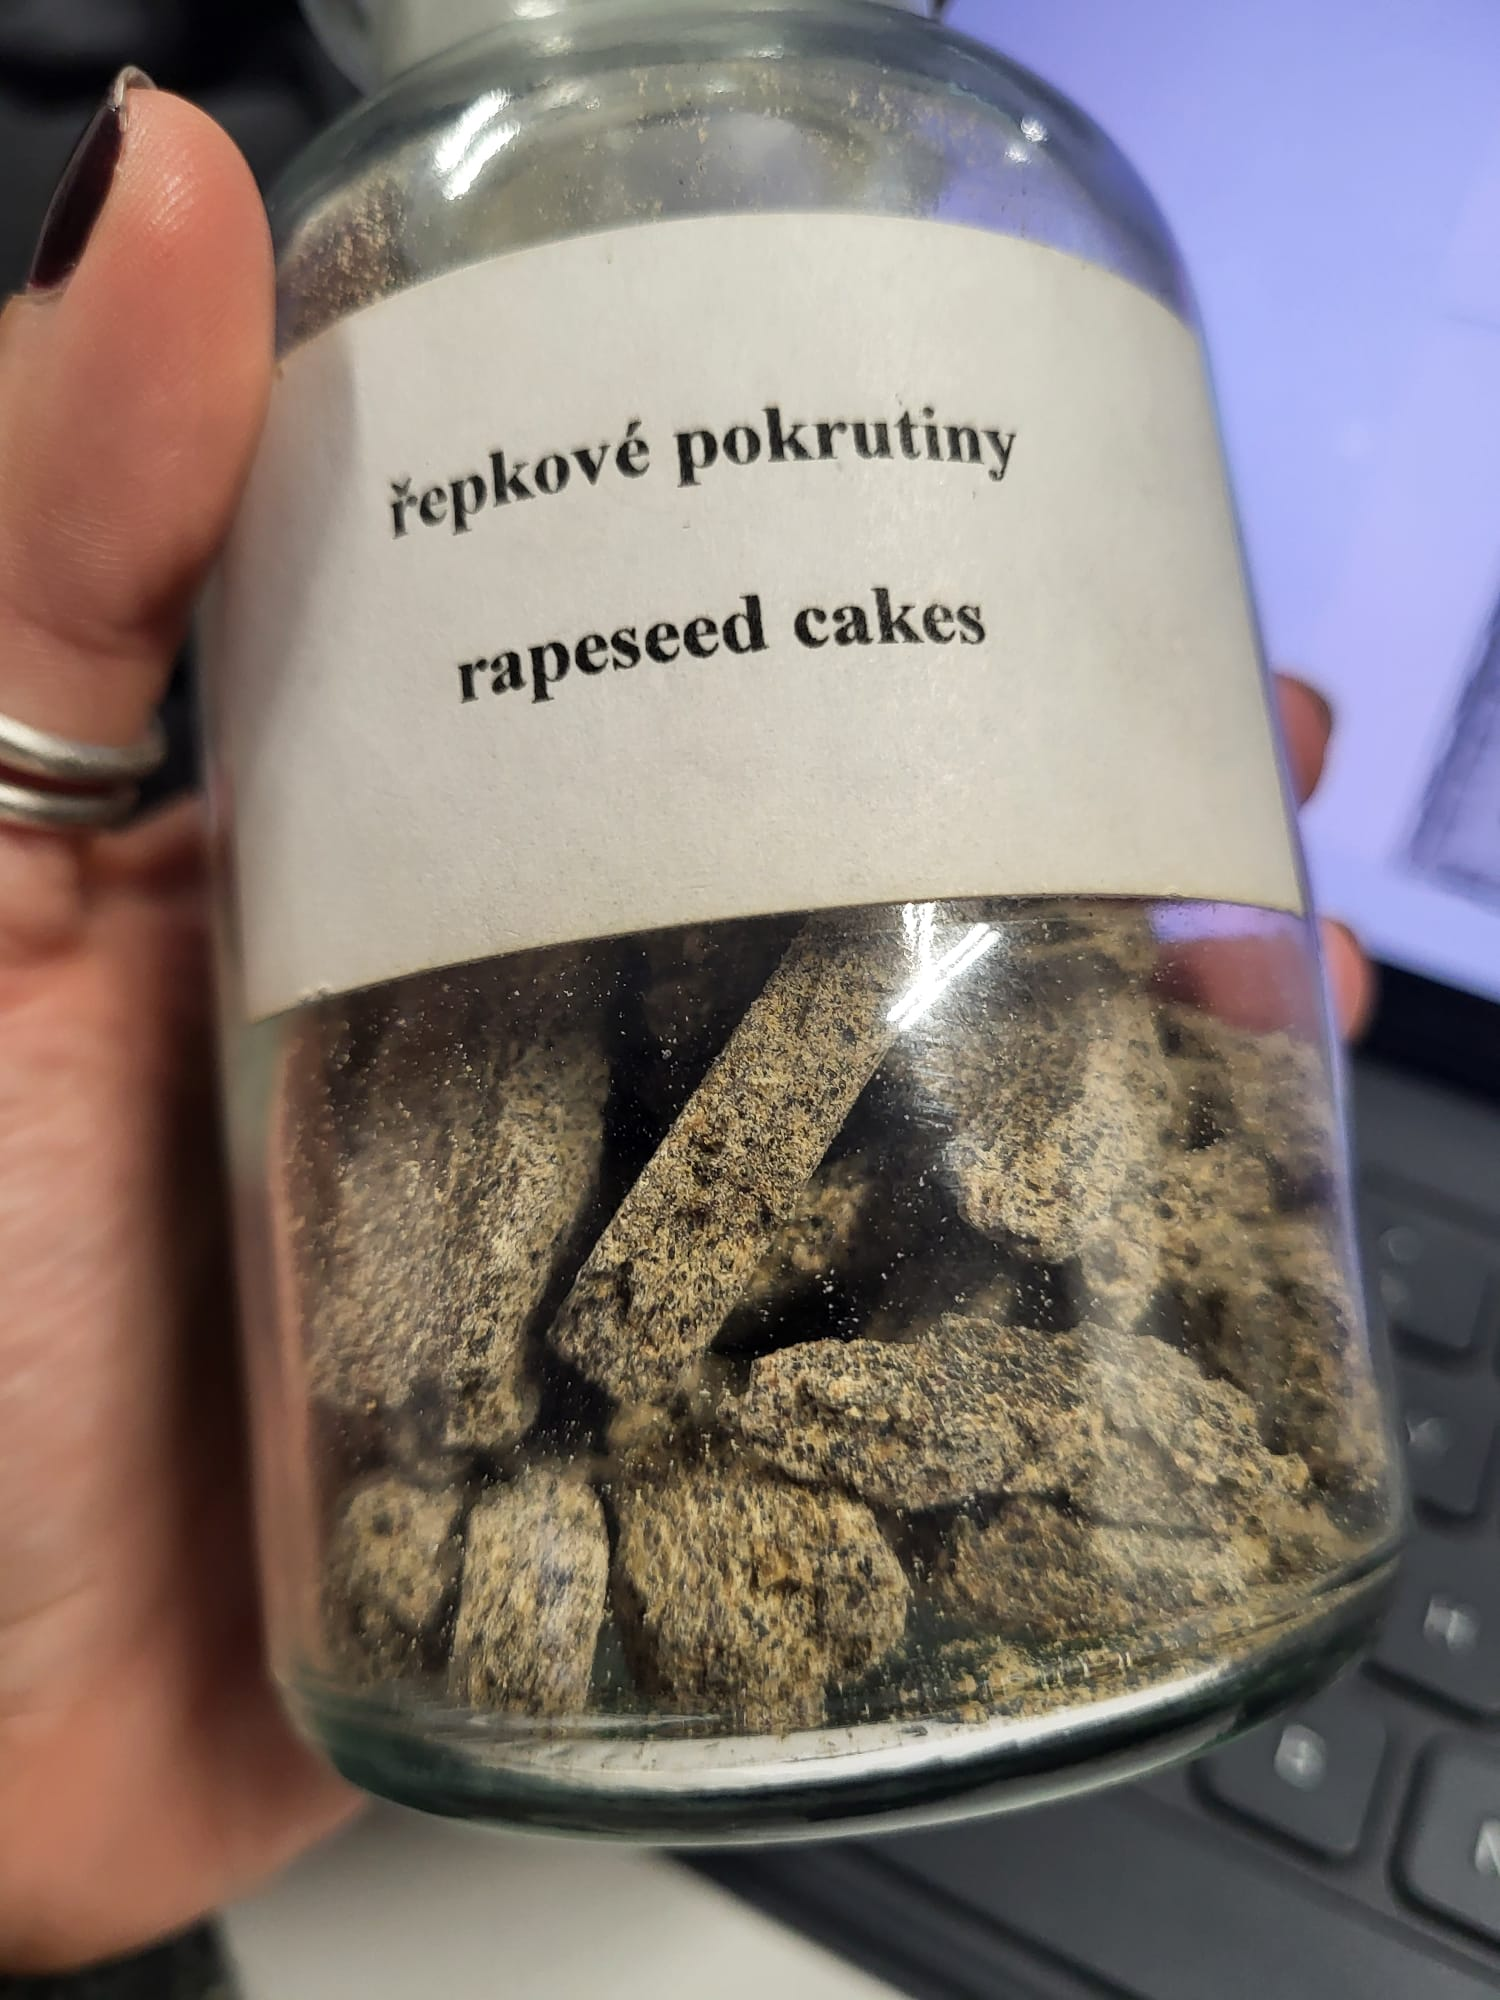 řepkové pokrutiny
rapeseed cakes